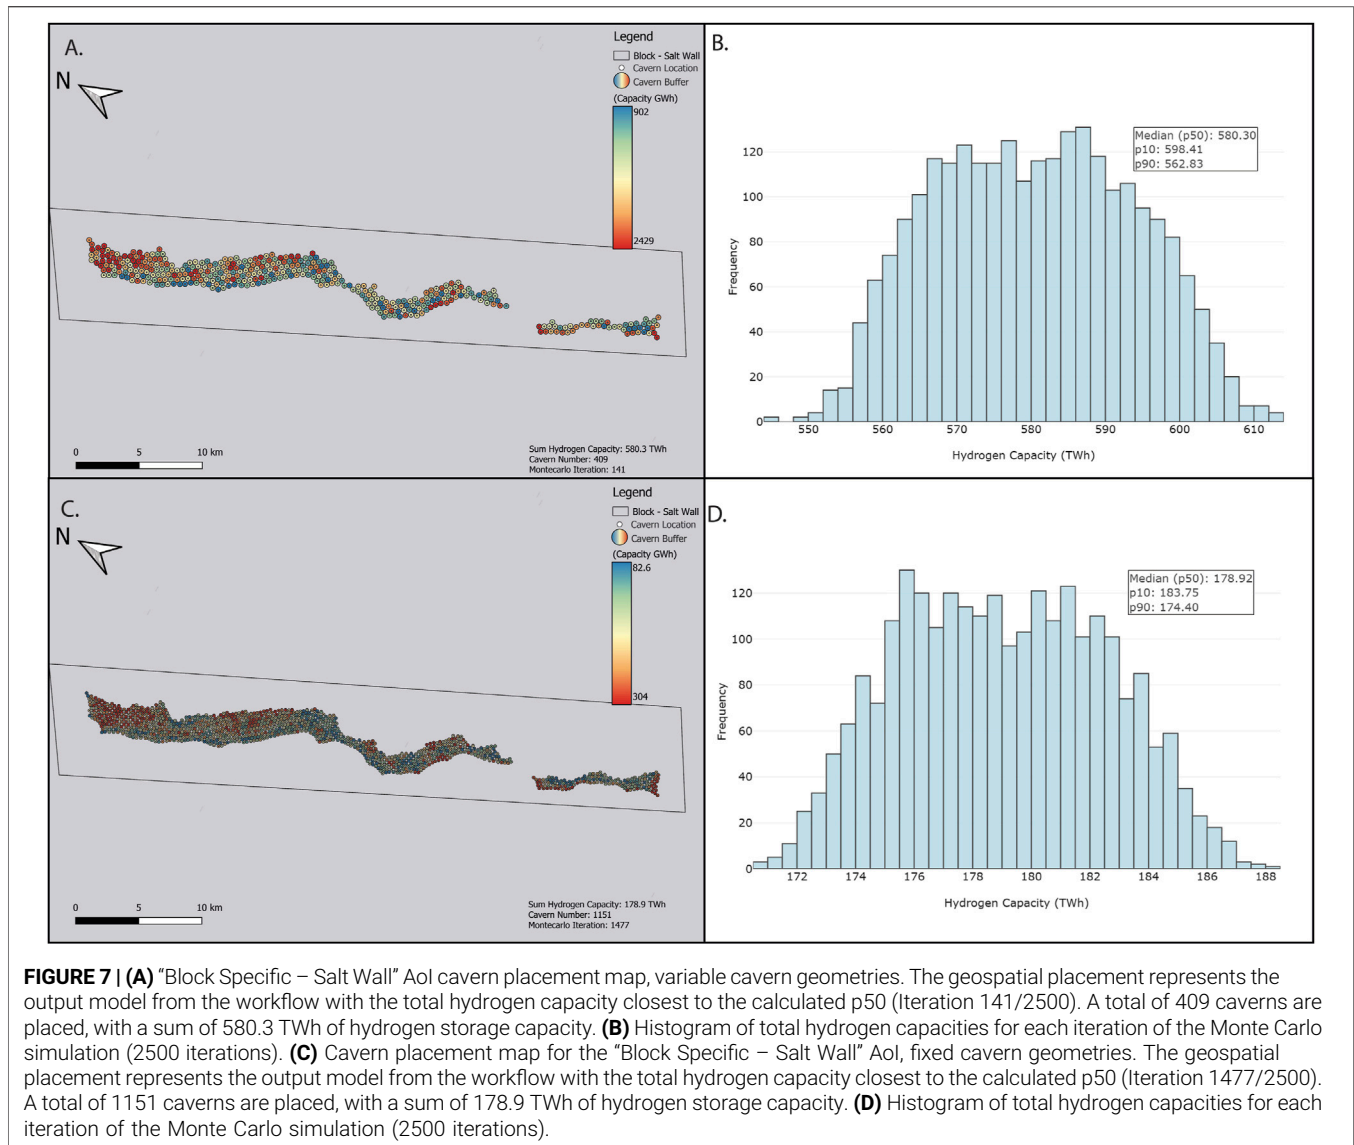 A.
N
Legend
Block - Salt Wall
Cavern Location
Cavern Buffer
(Capacity GWh)
902
2429
0 5 10 km
Sum Hydrogen Capacity: 580.3 TWh
Cavern Number: 409
Montecarlo Iteration: 141
B.
Median (p50): 580.30
p10: 598.41
p90: 562.83
120
100
80
60
40
20
0
Frequency
550 560 570 580 590 600 610
Hydrogen Capacity (TWh)
C.
N
Legend
Block - Salt Wall
Cavern Location
Cavern Buffer
(Capacity GWh)
82.6
304
0 5 10 km
Sum Hydrogen Capacity: 178.9 TWh
Cavern Number: 1151
Montecarlo Iteration: 1477
D.
Median (p50): 178.92
p10: 183.75
p90: 174.40
120
100
80
60
40
20
0
Frequency
172 174 176 178 180 182 184 186 188
Hydrogen Capacity (TWh)
FIGURE 7 | (A) “Block Specific – Salt Wall” AoI cavern placement map, variable cavern geometries. The geospatial placement represents the
output model from the workflow with the total hydrogen capacity closest to the calculated p50 (Iteration 141/2500). A total of 409 caverns are
placed, with a sum of 580.3 TWh of hydrogen storage capacity. (B) Histogram of total hydrogen capacities for each iteration of the Monte Carlo
simulation (2500 iterations). (C) Cavern placement map for the “Block Specific – Salt Wall” AoI, fixed cavern geometries. The geospatial
placement represents the output model from the workflow with the total hydrogen capacity closest to the calculated p50 (Iteration 1477/2500).
A total of 1151 caverns are placed, with a sum of 178.9 TWh of hydrogen storage capacity. (D) Histogram of total hydrogen capacities for each
iteration of the Monte Carlo simulation (2500 iterations).